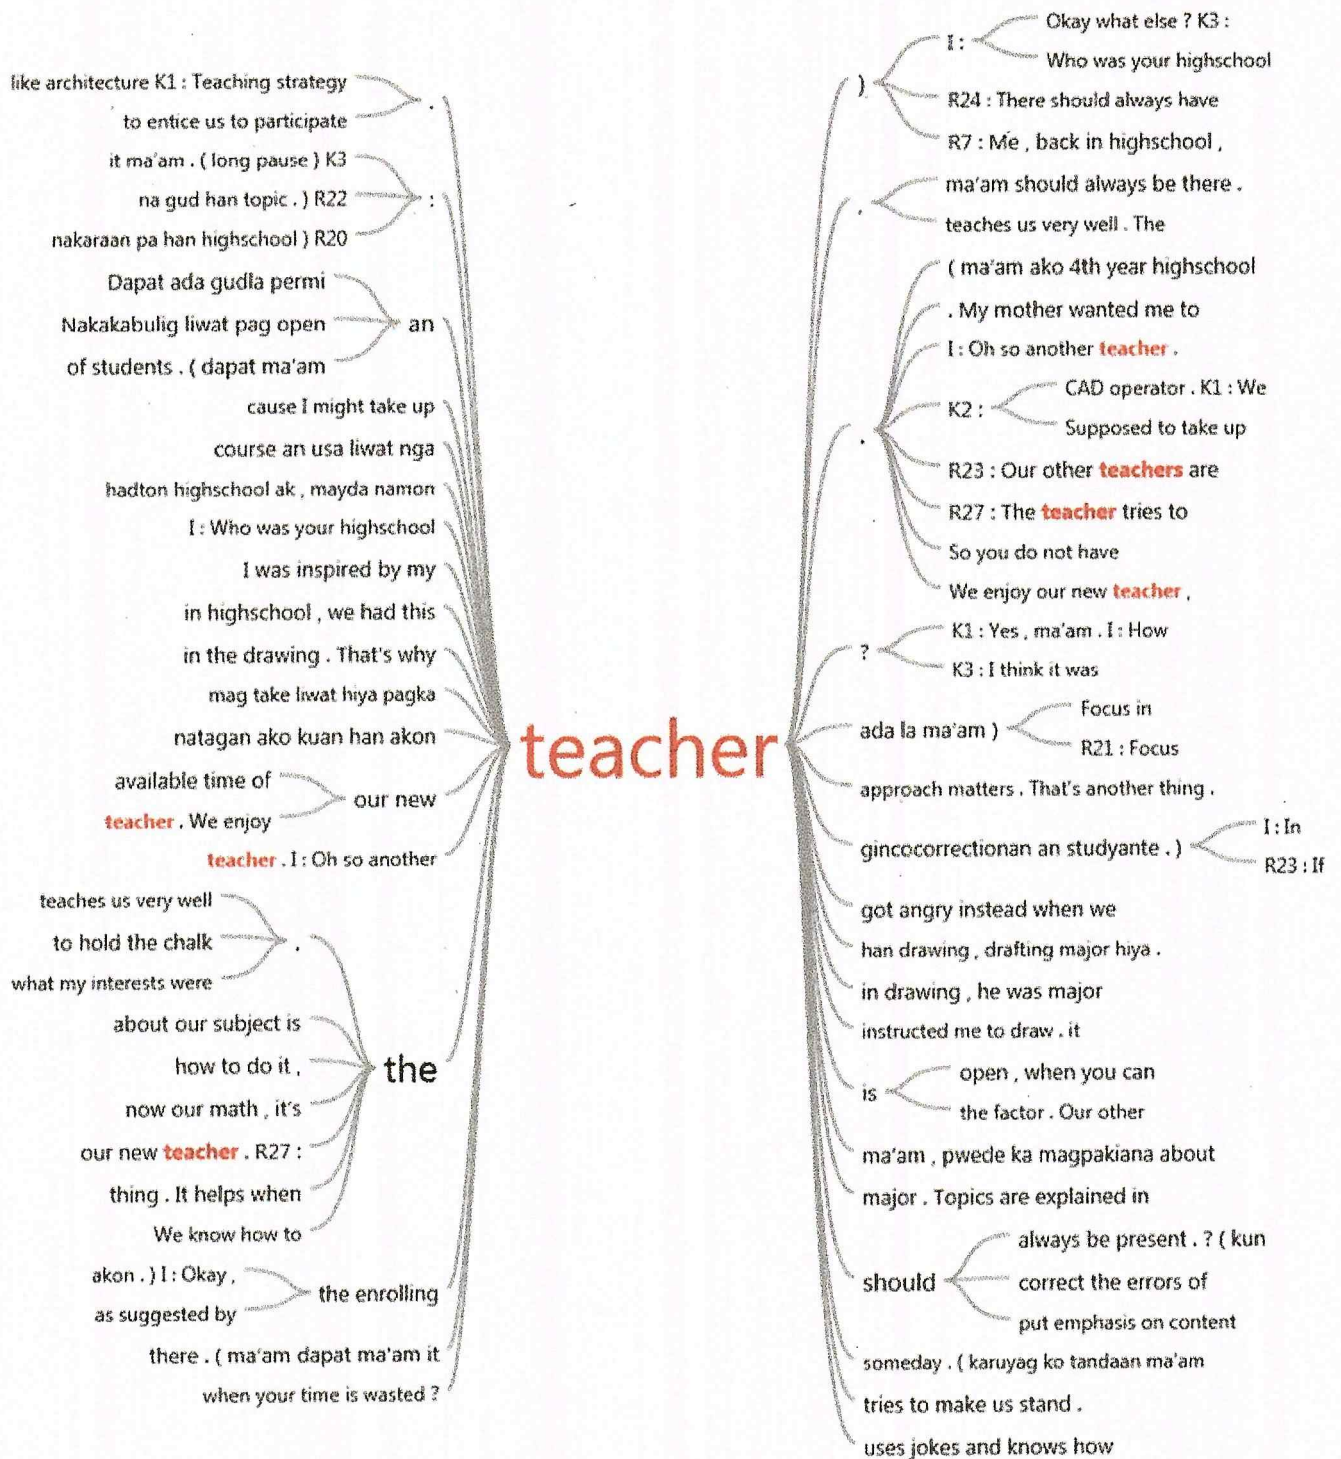 like architecture K1 : Teaching strategy
to entice us to participate
.
it ma'am . ( long pause ) K3
na gud han topic . ) R22
nakaraan pa han highschool ) R20
:
Dapat ada gudla permi
Nakakabulig liwat pag open
of students . ( dapat ma'am
an
cause I might take up
course an usa liwat nga
hadton highschool ak , mayda namon
I : Who was your highschool
I was inspired by my
in highschool , we had this
in the drawing . That's why
mag take liwat hiya pagka
natagan ako kuan han akon
available time of
teacher . We enjoy
our new
teacher . I : Oh so another
teaches us very well
to hold the chalk
what my interests were
.
about our subject is
how to do it ,
now our math , it's
our new teacher . R27 :
thing . It helps when
We know how to
the
akon . ) I : Okay ,
as suggested by
the enrolling
there . ( ma'am dapat ma'am it
when your time is wasted ?
teacher
)
I :
Okay what else ? K3 :
Who was your highschool
R24 : There should always have
R7 : Me , back in highschool ,
,
ma'am should always be there .
teaches us very well . The
.
( ma'am ako 4th year highschool
. My mother wanted me to
I : Oh so another teacher .
K2 :
CAD operator . K1 : We
Supposed to take up
R23 : Our other teachers are
R27 : The teacher tries to
So you do not have
We enjoy our new teacher ,
?
K1 : Yes , ma'am . I : How
K3 : I think it was
ada la ma'am )
Focus in
R21 : Focus
approach matters . That's another thing .
gincocorrectionan an studyante . )
I : In
R23 : If
got angry instead when we
han drawing , drafting major hiya .
in drawing , he was major
instructed me to draw . it
is
open , when you can
the factor . Our other
ma'am , pwede ka magpakiana about
major . Topics are explained in
should
always be present . ? ( kun
correct the errors of
put emphasis on content
someday . ( karuyag ko tandaan ma'am
tries to make us stand .
uses jokes and knows how